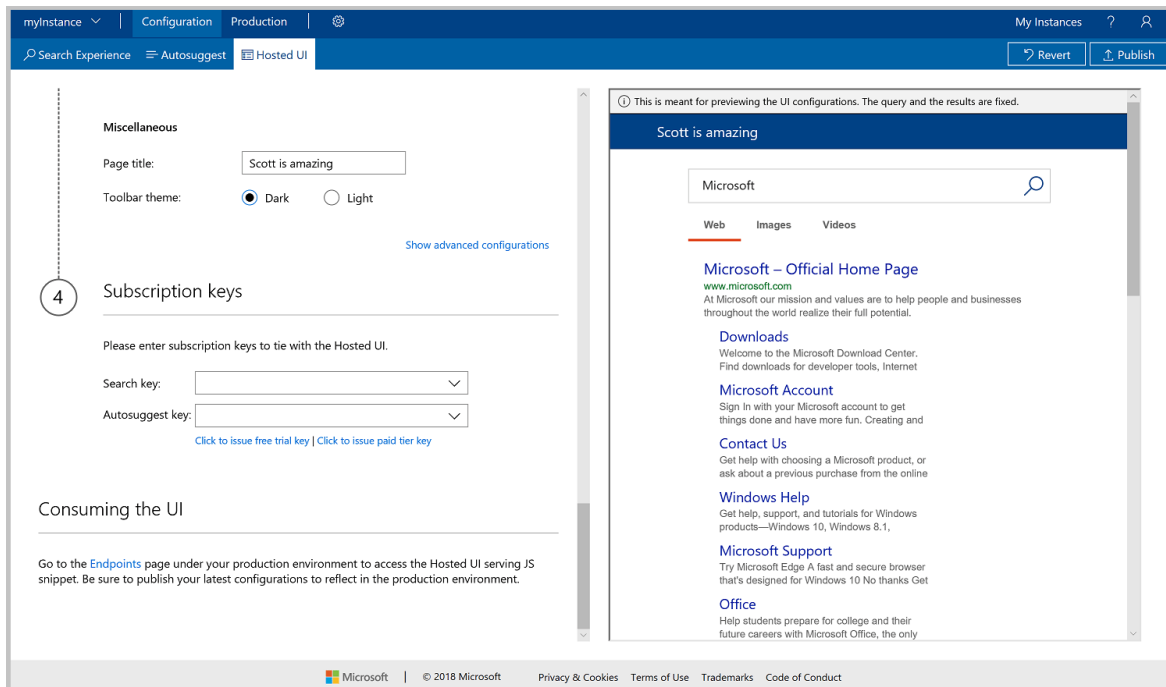 myInstance
Configuration
Production
My Instances
?
Search Experience
Autosuggest
Hosted UI
Revert
Publish
Miscellaneous
Page title:
Scott is amazing
Toolbar theme:
Dark
Light
Show advanced configurations
4
Subscription keys
Please enter subscription keys to tie with the Hosted UI.
Search key:
Autosuggest key:
Click to issue free trial key | Click to issue paid tier key
Consuming the UI
Go to the Endpoints page under your production environment to access the Hosted UI serving JS
snippet. Be sure to publish your latest configurations to reflect in the production environment.
This is meant for previewing the UI configurations. The query and the results are fixed.
Scott is amazing
Microsoft
Web
Images
Videos
Microsoft – Official Home Page
www.microsoft.com
At Microsoft our mission and values are to help people and businesses
throughout the world realize their full potential.
Downloads
Welcome to the Microsoft Download Center.
Find downloads for developer tools, Internet
Microsoft Account
Sign In with your Microsoft account to get
things done and have more fun. Creating and
Contact Us
Get help with choosing a Microsoft product, or
ask about a previous purchase from the online
Windows Help
Get help, support, and tutorials for Windows
products—Windows 10, Windows 8.1,
Microsoft Support
Try Microsoft Edge A fast and secure browser
that's designed for Windows 10 No thanks Get
Office
Help students prepare for college and their
future careers with Microsoft Office, the only
Microsoft | © 2018 Microsoft Privacy & Cookies Terms of Use Trademarks Code of Conduct